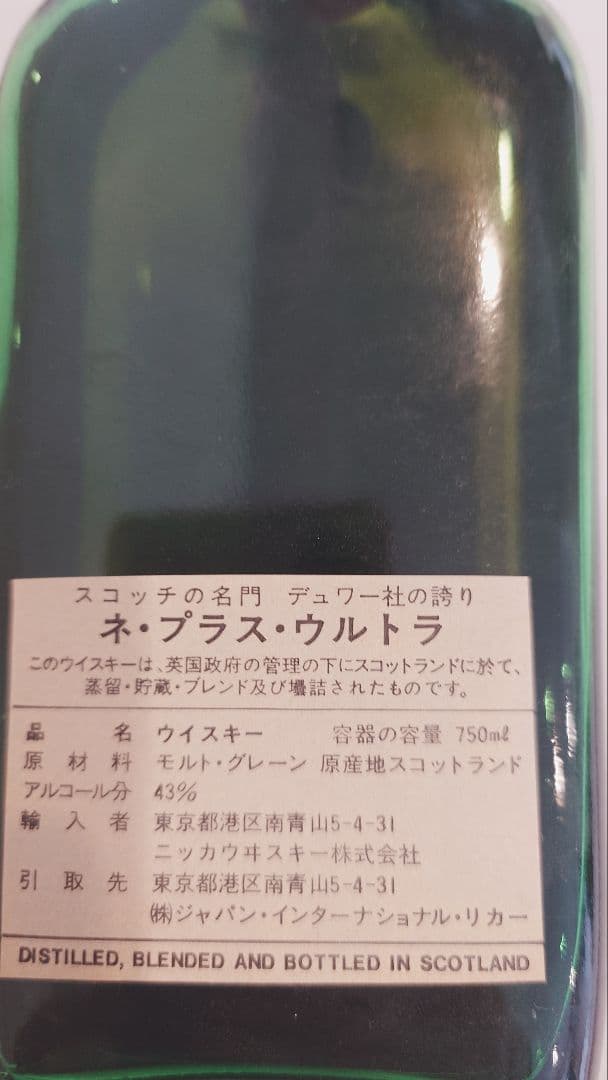 スコッチの名門 デュワー社の誇り
ネ・プラス・ウルトラ
このウイスキーは、英国政府の管理の下にスコットランドに於て、
蒸留・貯蔵・ブレンド及び壜詰されたものです。
品名 ウイスキー 容器の容量 750mℓ
原材料 モルト・グレーン 原産地スコットランド
アルコール分 43%
輸入者 東京都港区南青山5-4-31
ニッカウヰスキー株式会社
引取先 東京都港区南青山5-4-31
㈱ジャパン・インターナショナル・リカー
DISTILLED, BLENDED AND BOTTLED IN SCOTLAND